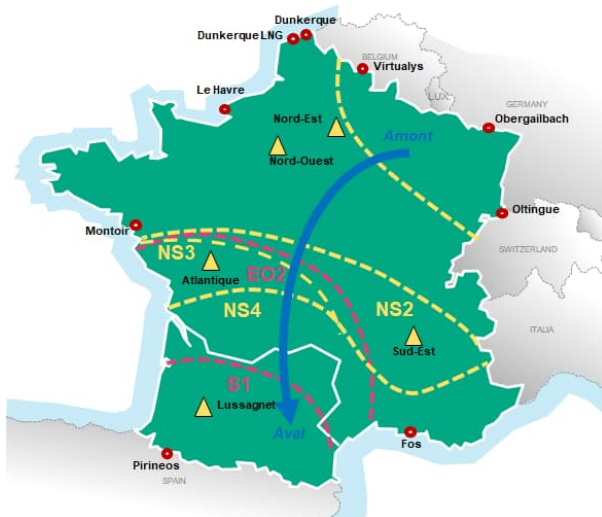 Dunkerque
Dunkerque LNG
BELGIUM
Virtualys
LUX.
GERMANY
Le Havre
Nord-Est
Obergailbach
Amont
Nord-Ouest
Oltingue
Montoir
SWITZERLAND
NS3
EO2
Atlantique
NS4
NS2
ITALIA
Sud-Est
S1
Lussagnet
Aval
Fos
Pirineos
SPAIN